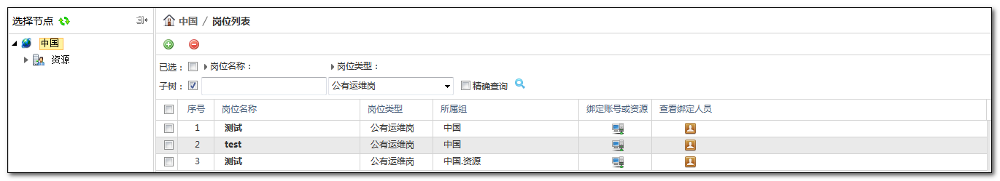 选择节点
中国
资源
中国 / 岗位列表
已选： 岗位名称： 岗位类型：
子树： 公有运维岗 精确查询
序号 岗位名称 岗位类型 所属组 绑定账号或资源 查看绑定人员
1 测试 公有运维岗 中国
2 test 公有运维岗 中国
3 测试 公有运维岗 中国.资源